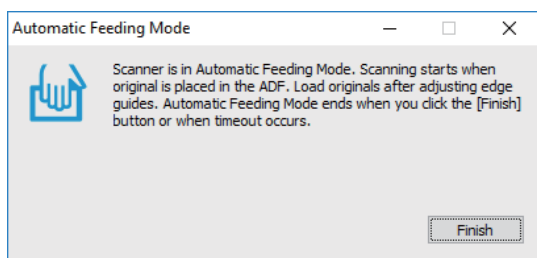 Automatic Feeding Mode
Scanner is in Automatic Feeding Mode. Scanning starts when
original is placed in the ADF. Load originals after adjusting edge
guides. Automatic Feeding Mode ends when you click the [Finish]
button or when timeout occurs.
Finish